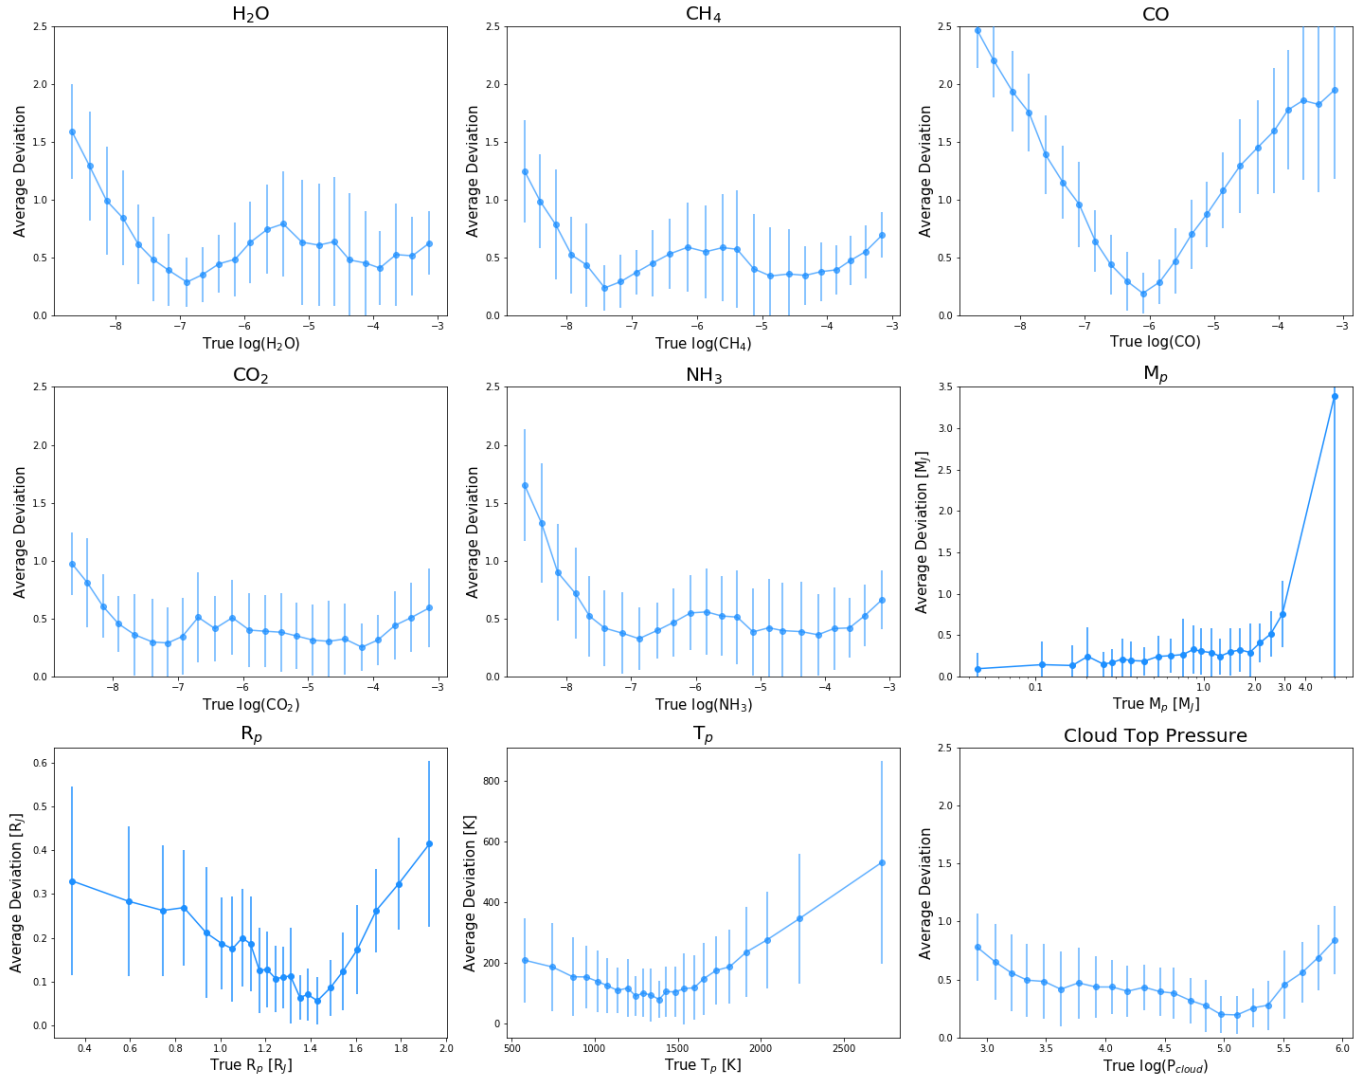 H₂O
2.5
2.0
1.5
1.0
0.5
0.0
Average Deviation
−8 −7 −6 −5 −4 −3
True log(H₂O)
CH₄
2.5
2.0
1.5
1.0
0.5
0.0
Average Deviation
−8 −7 −6 −5 −4 −3
True log(CH₄)
CO
2.5
2.0
1.5
1.0
0.5
0.0
Average Deviation
−8 −7 −6 −5 −4 −3
True log(CO)
CO₂
2.5
2.0
1.5
1.0
0.5
0.0
Average Deviation
−8 −7 −6 −5 −4 −3
True log(CO₂)
NH₃
2.5
2.0
1.5
1.0
0.5
0.0
Average Deviation
−8 −7 −6 −5 −4 −3
True log(NH₃)
Mₚ
3.5
3.0
2.5
2.0
1.5
1.0
0.5
0.0
Average Deviation [M_J]
0.1 1.0 2.0 3.0 4.0
True Mₚ [M_J]
Rₚ
0.6
0.5
0.4
0.3
0.2
0.1
0.0
Average Deviation [R_J]
0.4 0.6 0.8 1.0 1.2 1.4 1.6 1.8 2.0
True Rₚ [R_J]
Tₚ
800
600
400
200
0
Average Deviation [K]
500 1000 1500 2000 2500
True Tₚ [K]
Cloud Top Pressure
2.5
2.0
1.5
1.0
0.5
0.0
Average Deviation
3.0 3.5 4.0 4.5 5.0 5.5 6.0
True log(P_cloud)